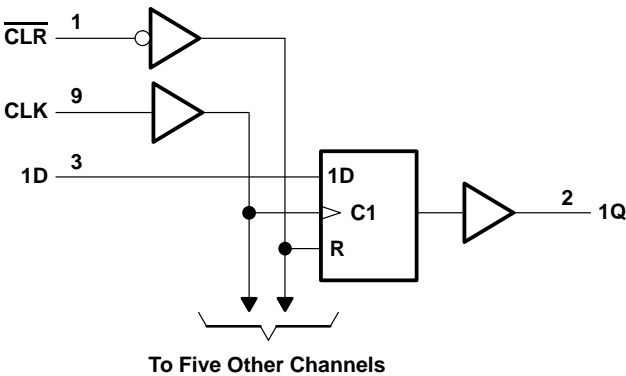 CLR 1
CLK 9
1D 3
1D
C1
R
2 1Q
To Five Other Channels